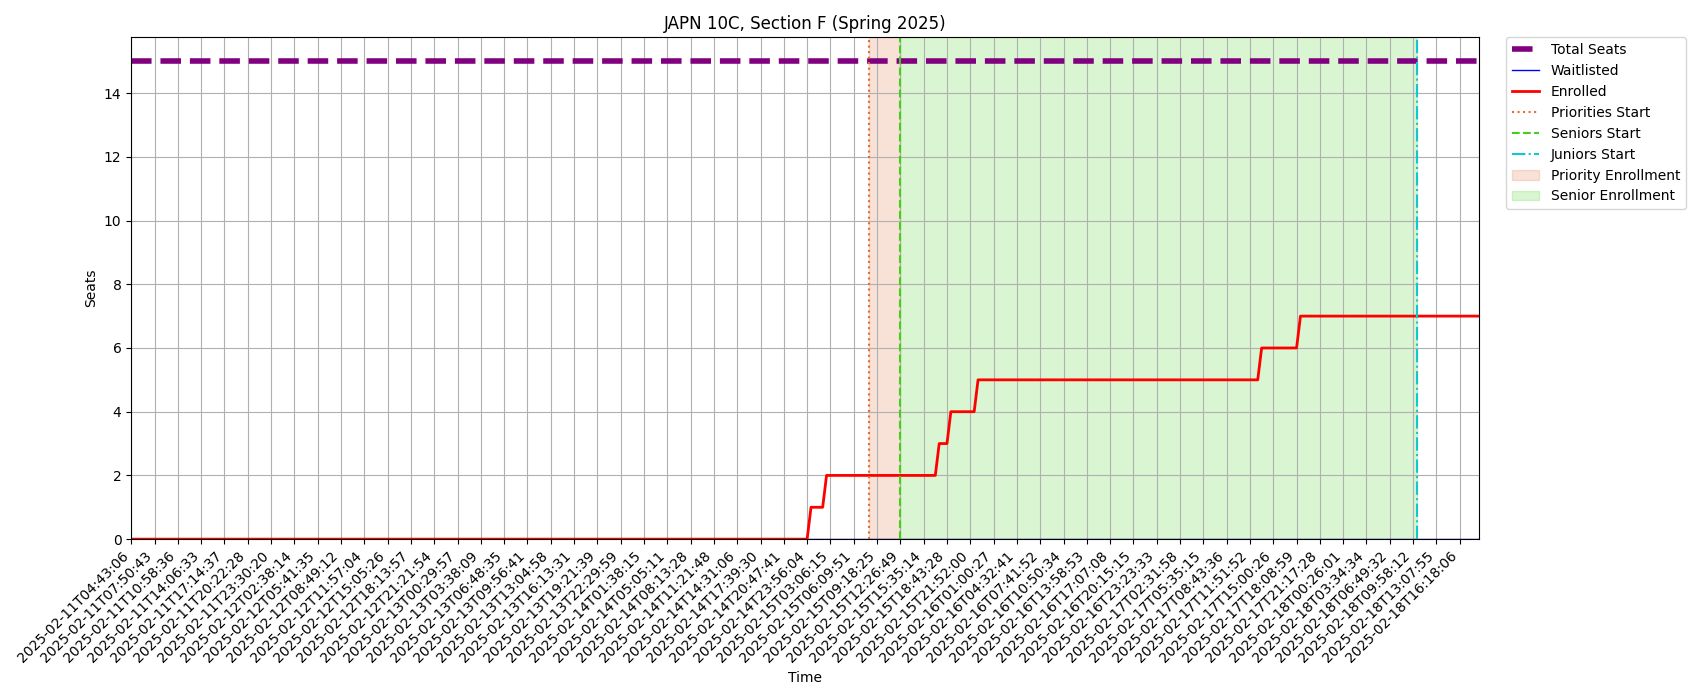 JAPN 10C, Section F (Spring 2025)
Total Seats
Waitlisted
Enrolled
Priorities Start
Seniors Start
Juniors Start
Priority Enrollment
Senior Enrollment
Seats
14
12
10
8
6
4
2
0
2025-02-11T04:43:06
2025-02-11T07:50:43
2025-02-11T10:58:36
2025-02-11T14:06:33
2025-02-11T17:14:37
2025-02-11T20:22:28
2025-02-11T23:30:20
2025-02-12T02:38:14
2025-02-12T05:41:35
2025-02-12T08:49:12
2025-02-12T11:57:04
2025-02-12T15:05:26
2025-02-12T18:13:57
2025-02-12T21:21:54
2025-02-13T00:29:57
2025-02-13T03:38:09
2025-02-13T06:48:35
2025-02-13T09:56:41
2025-02-13T13:04:58
2025-02-13T16:13:31
2025-02-13T19:21:39
2025-02-13T22:29:59
2025-02-14T01:38:15
2025-02-14T05:05:11
2025-02-14T08:13:28
2025-02-14T11:21:48
2025-02-14T14:31:06
2025-02-14T17:39:30
2025-02-14T20:47:41
2025-02-14T23:56:04
2025-02-15T03:06:15
2025-02-15T06:09:51
2025-02-15T09:18:25
2025-02-15T12:26:49
2025-02-15T15:35:14
2025-02-15T18:43:28
2025-02-15T21:52:00
2025-02-16T01:00:27
2025-02-16T04:32:41
2025-02-16T07:41:52
2025-02-16T10:50:34
2025-02-16T13:58:53
2025-02-16T17:07:08
2025-02-16T20:15:15
2025-02-16T23:23:33
2025-02-17T02:31:58
2025-02-17T05:35:15
2025-02-17T08:43:36
2025-02-17T11:51:52
2025-02-17T15:00:26
2025-02-17T18:08:59
2025-02-17T21:17:28
2025-02-18T00:26:01
2025-02-18T03:34:34
2025-02-18T06:49:32
2025-02-18T09:58:12
2025-02-18T13:07:55
2025-02-18T16:18:06
Time